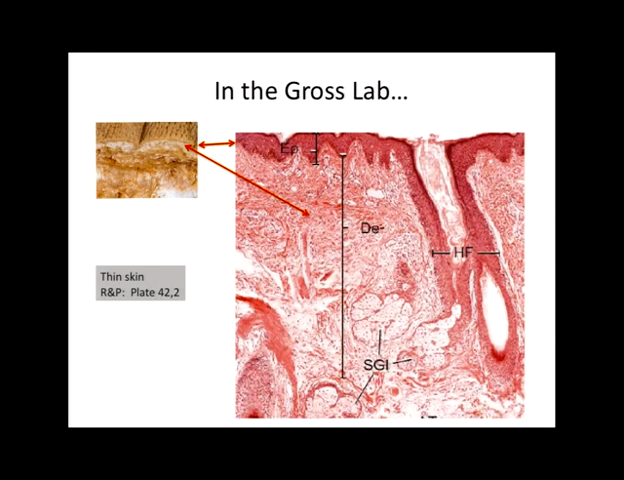 In the Gross Lab...
Ep
De
HF
Thin skin
R&P: Plate 42,2
SGl